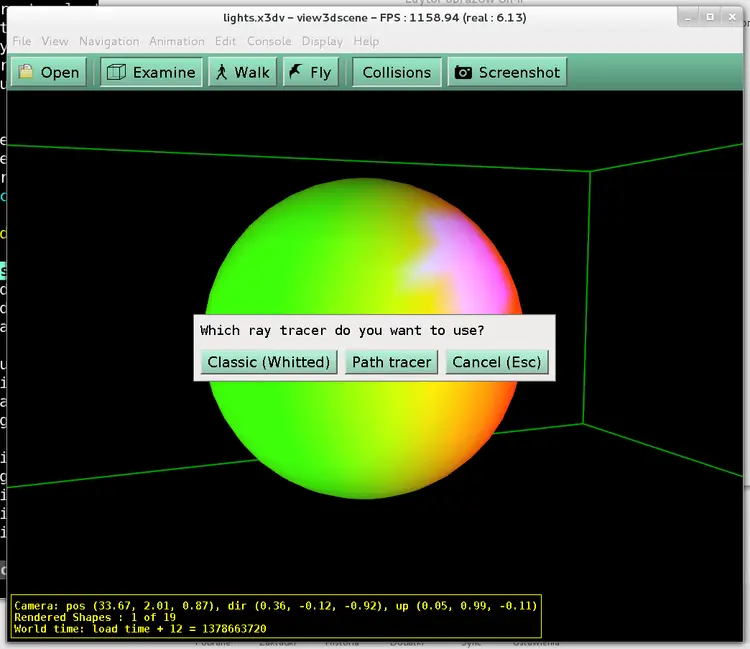 lights.x3dv – view3dscene – FPS : 1158.94 (real : 6.13)
File View Navigation Animation Edit Console Display Help
Open Examine Walk Fly Collisions Screenshot
Which ray tracer do you want to use?
Classic (Whitted) Path tracer Cancel (Esc)
Camera: pos (33.67, 2.01, 0.87), dir (0.36, -0.12, -0.92), up (0.05, 0.99, -0.11)
Rendered Shapes : 1 of 19
World time: load time + 12 = 1378663720